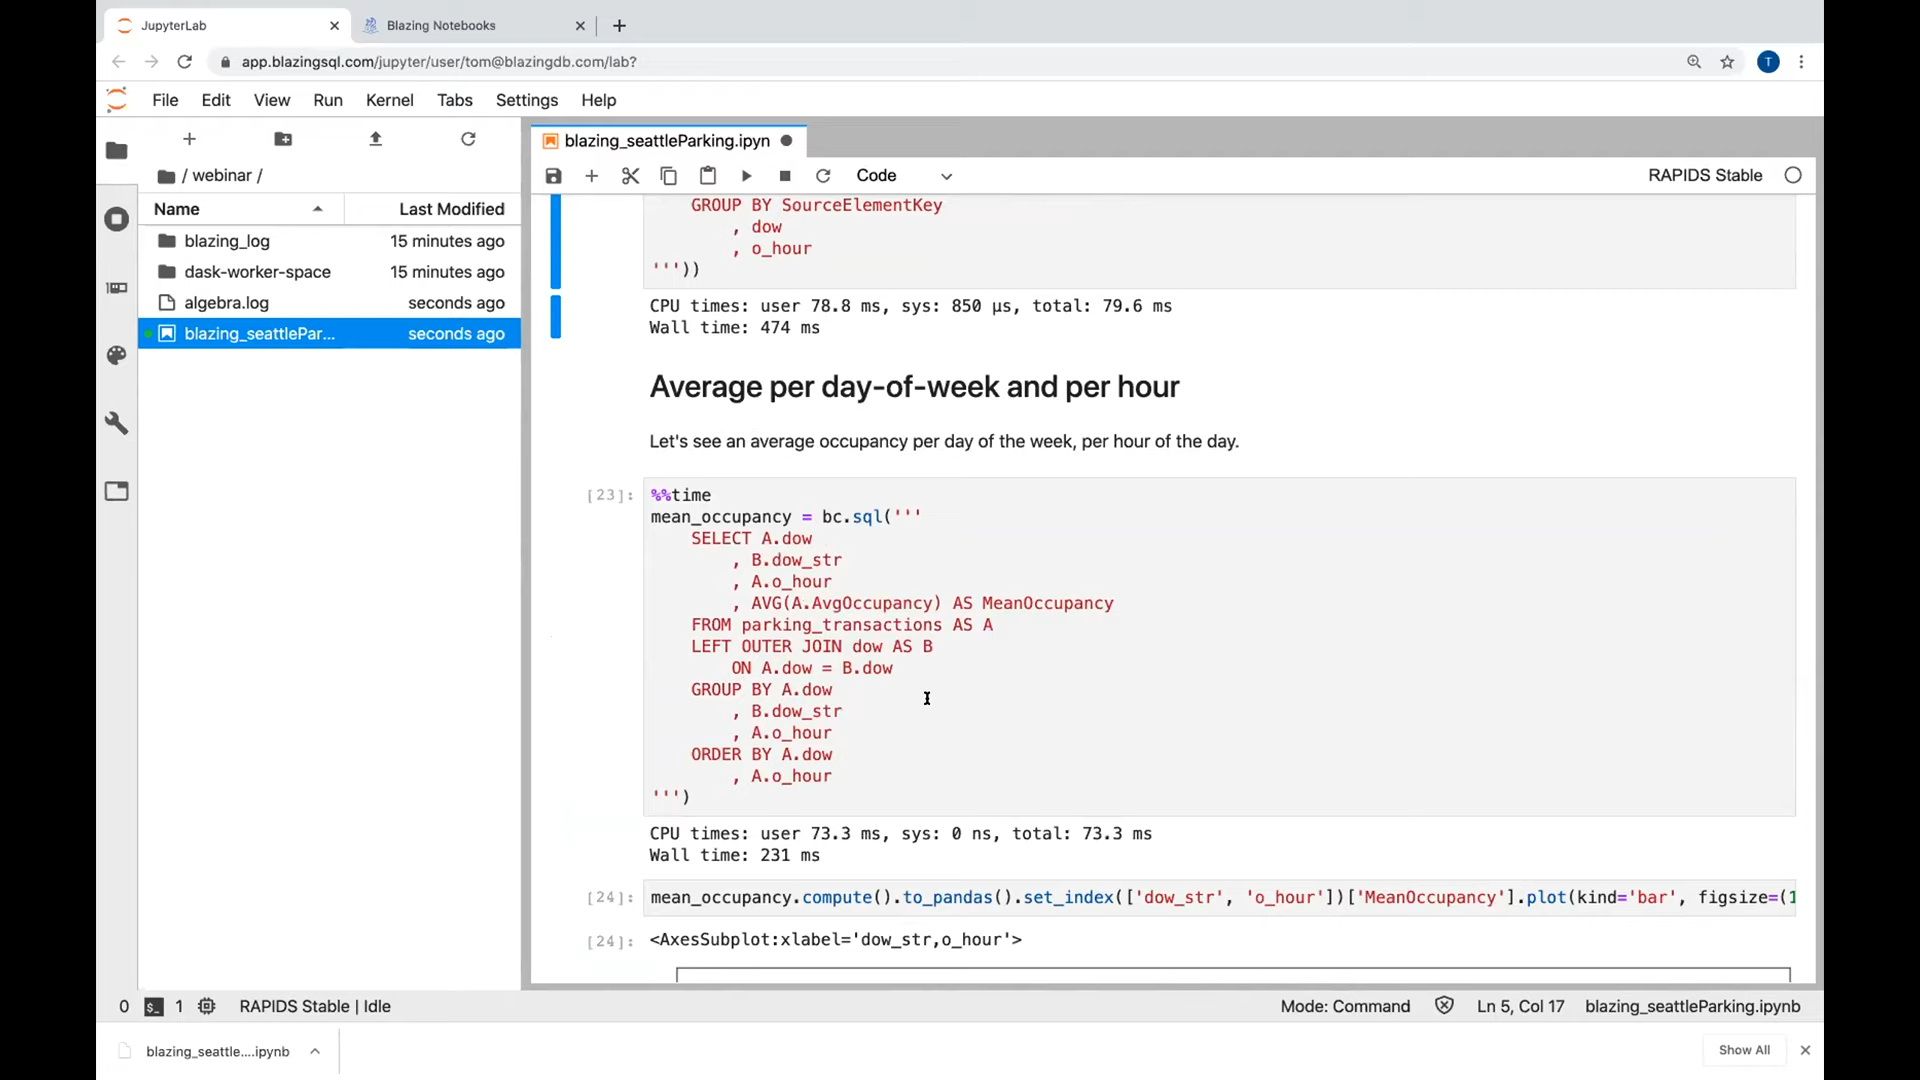 JupyterLab
Blazing Notebooks
app.blazingsql.com/jupyter/user/tom@blazingdb.com/lab?
T
File Edit View Run Kernel Tabs Settings Help
/ webinar /
Name Last Modified
blazing_log 15 minutes ago
dask-worker-space 15 minutes ago
algebra.log seconds ago
blazing_seattlePar... seconds ago
blazing_seattleParking.ipyn
Code
RAPIDS Stable
GROUP BY SourceElementKey
, dow
, o_hour
'''))
CPU times: user 78.8 ms, sys: 850 µs, total: 79.6 ms
Wall time: 474 ms
Average per day-of-week and per hour
Let's see an average occupancy per day of the week, per hour of the day.
[23]: %%time
mean_occupancy = bc.sql('''
SELECT A.dow
, B.dow_str
, A.o_hour
, AVG(A.AvgOccupancy) AS MeanOccupancy
FROM parking_transactions AS A
LEFT OUTER JOIN dow AS B
ON A.dow = B.dow
GROUP BY A.dow
, B.dow_str
, A.o_hour
ORDER BY A.dow
, A.o_hour
''')
CPU times: user 73.3 ms, sys: 0 ns, total: 73.3 ms
Wall time: 231 ms
[24]: mean_occupancy.compute().to_pandas().set_index(['dow_str', 'o_hour'])['MeanOccupancy'].plot(kind='bar', figsize=(1
[24]: <AxesSubplot:xlabel='dow_str,o_hour'>
0 $_ 1 RAPIDS Stable | Idle
Mode: Command Ln 5, Col 17 blazing_seattleParking.ipynb
blazing_seattle....ipynb
Show All